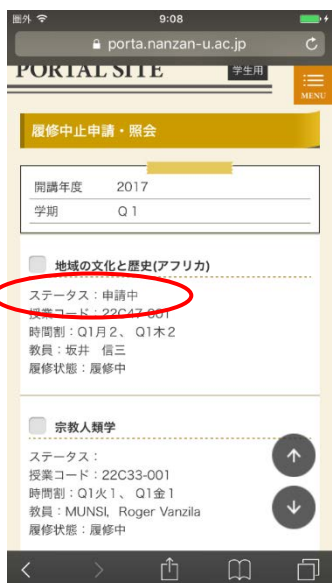 圏外 9:08
porta.nanzan-u.ac.jp
PORTAL SITE 学生用
MENU
履修中止申請・照会
開講年度 2017
学期 Q1
地域の文化と歴史(アフリカ)
ステータス：申請中
授業コード：22C47-001
時間割：Q1月2、 Q1木2
教員：坂井 信三
履修状態：履修中
宗教人類学
ステータス：
授業コード：22C33-001
時間割：Q1火1、 Q1金1
教員：MUNSI, Roger Vanzila
履修状態：履修中